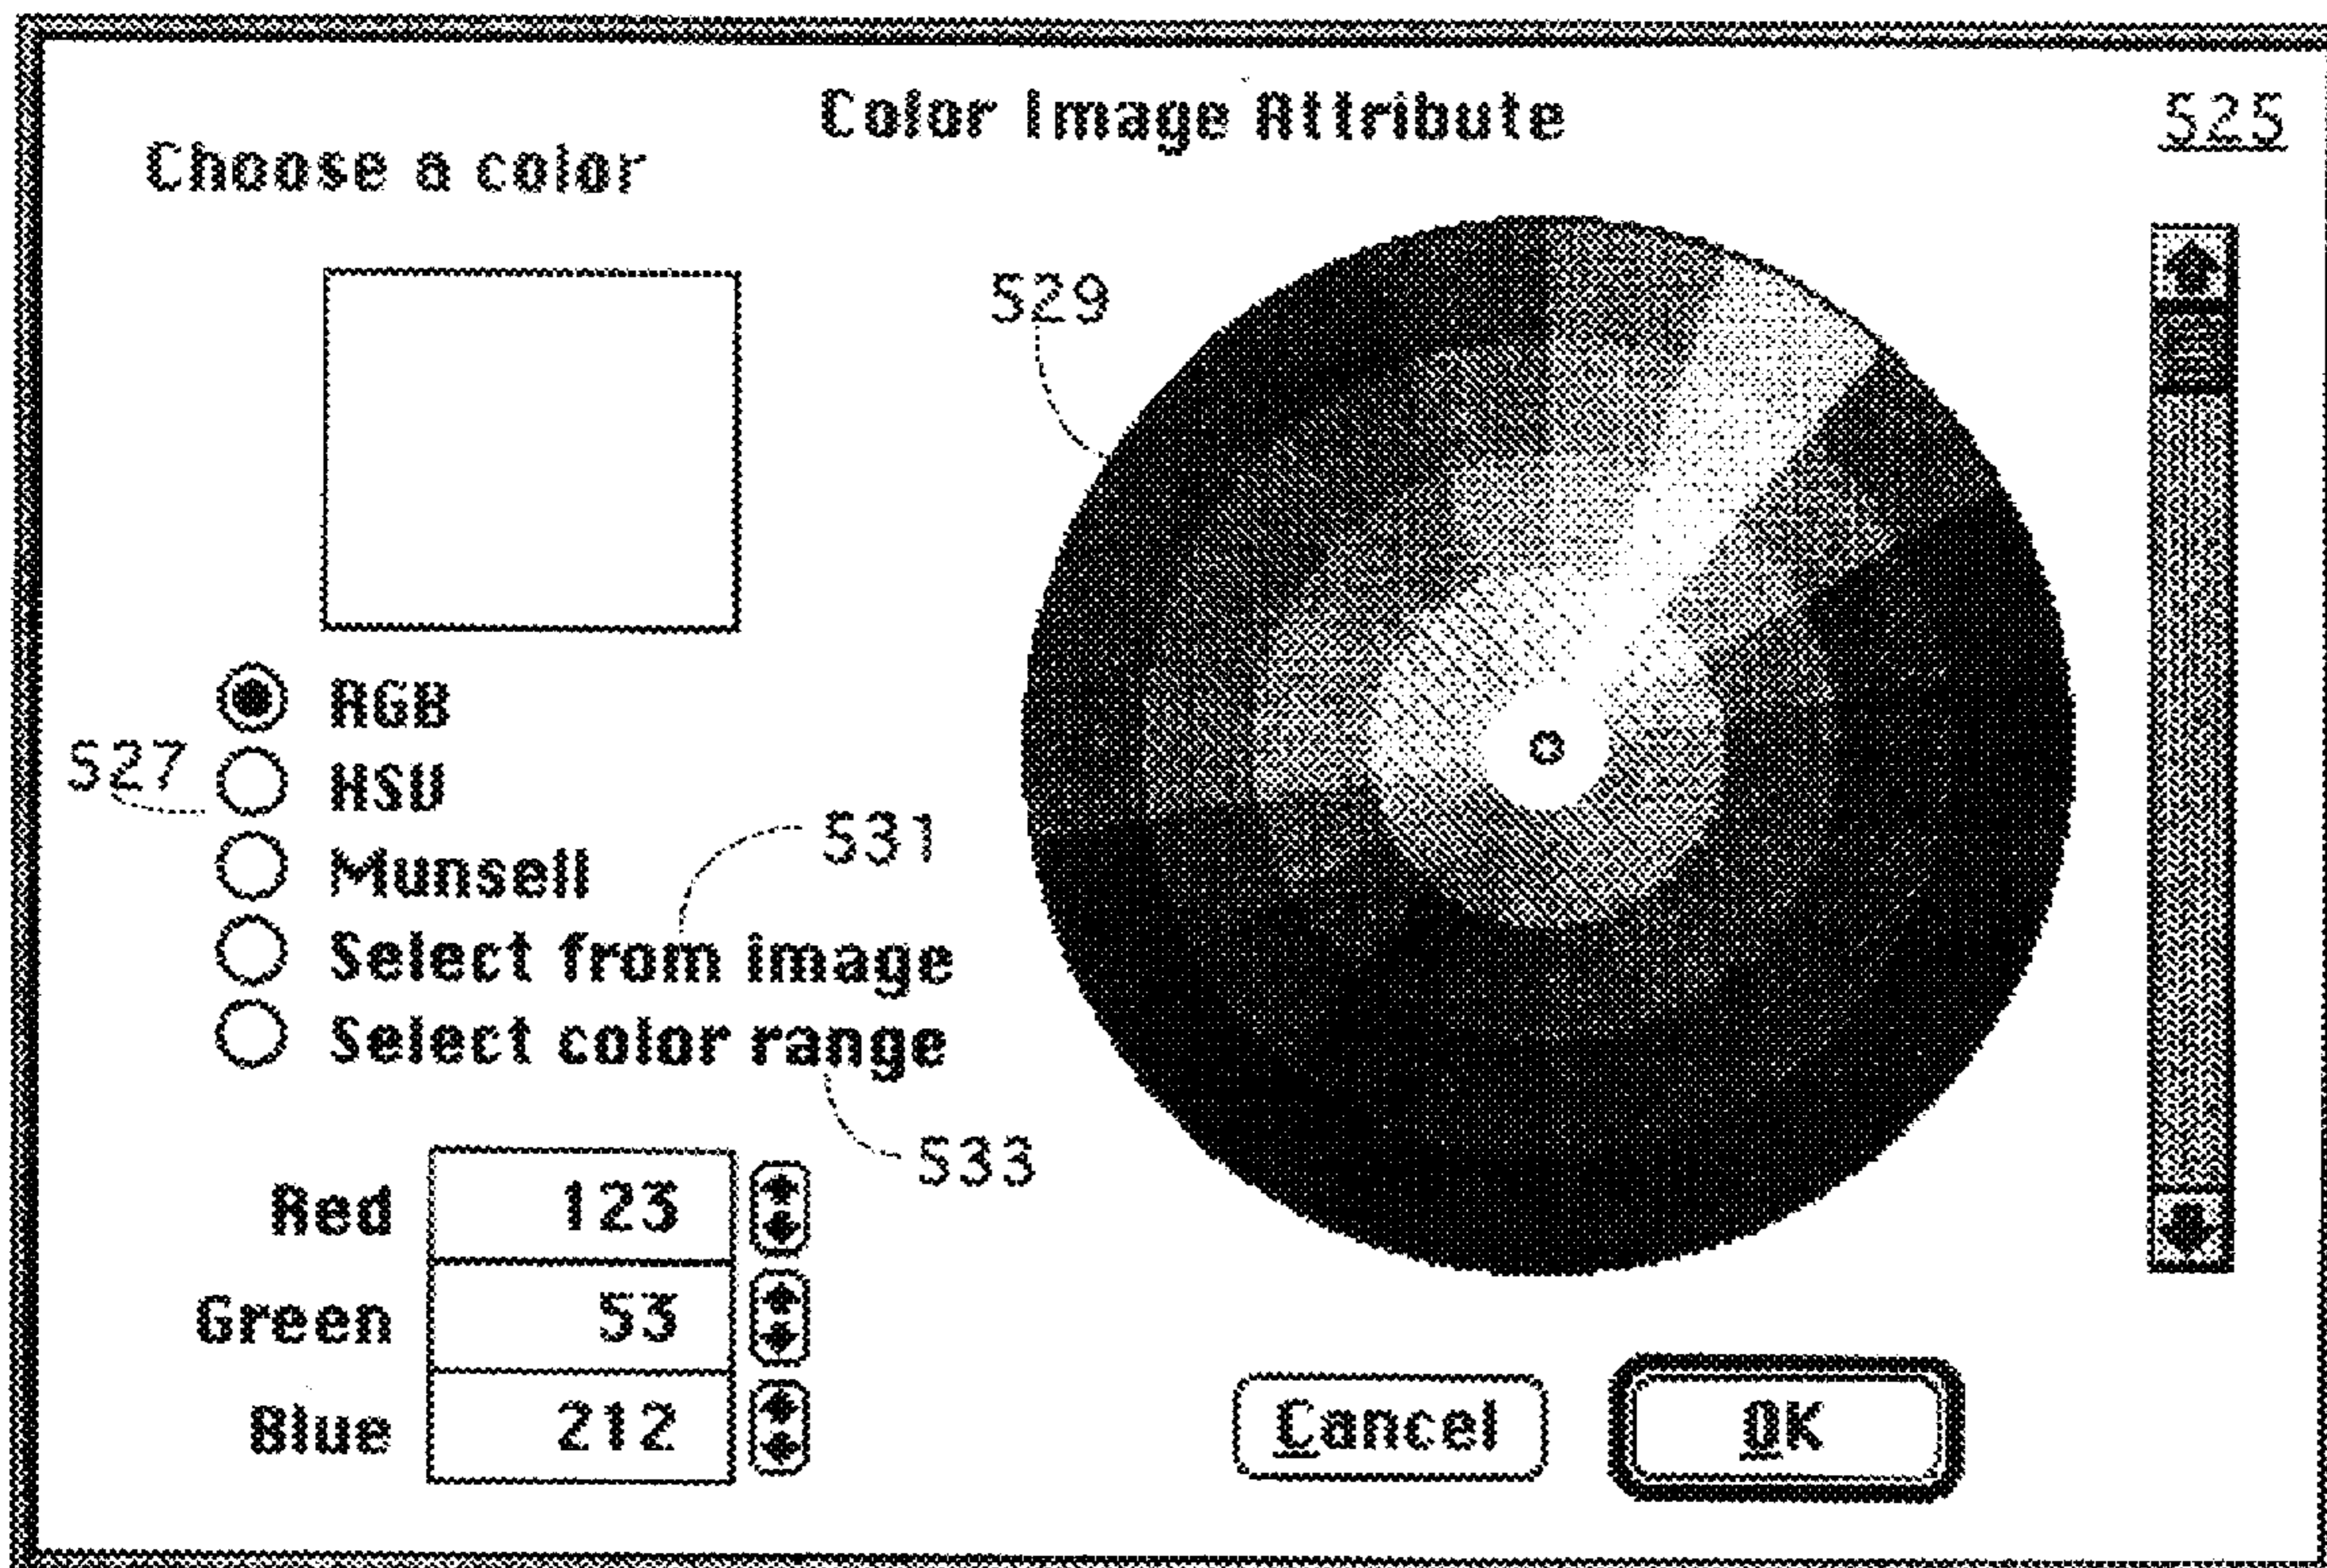 Color Image Attribute
525
Choose a color
529
RGB
527
HSV
Munsell
531
Select from image
Select color range
533
Red 123
Green 53
Blue 212
Cancel
OK